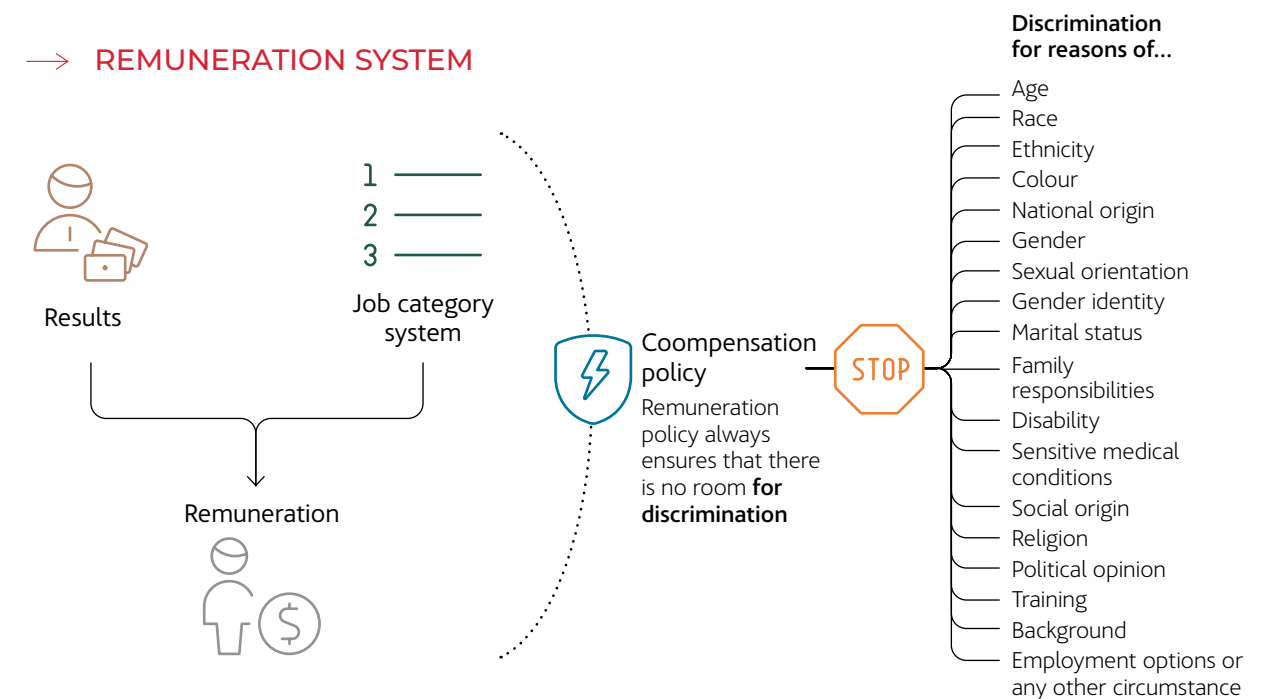 REMUNERATION SYSTEM
1
2
3
Results
Job category
system
Remuneration
$
Coompensation
policy
Remuneration
policy always
ensures that there
is no room for
discrimination
STOP
Discrimination
for reasons of...
Age
Race
Ethnicity
Colour
National origin
Gender
Sexual orientation
Gender identity
Marital status
Family
responsibilities
Disability
Sensitive medical
conditions
Social origin
Religion
Political opinion
Training
Background
Employment options or
any other circumstance